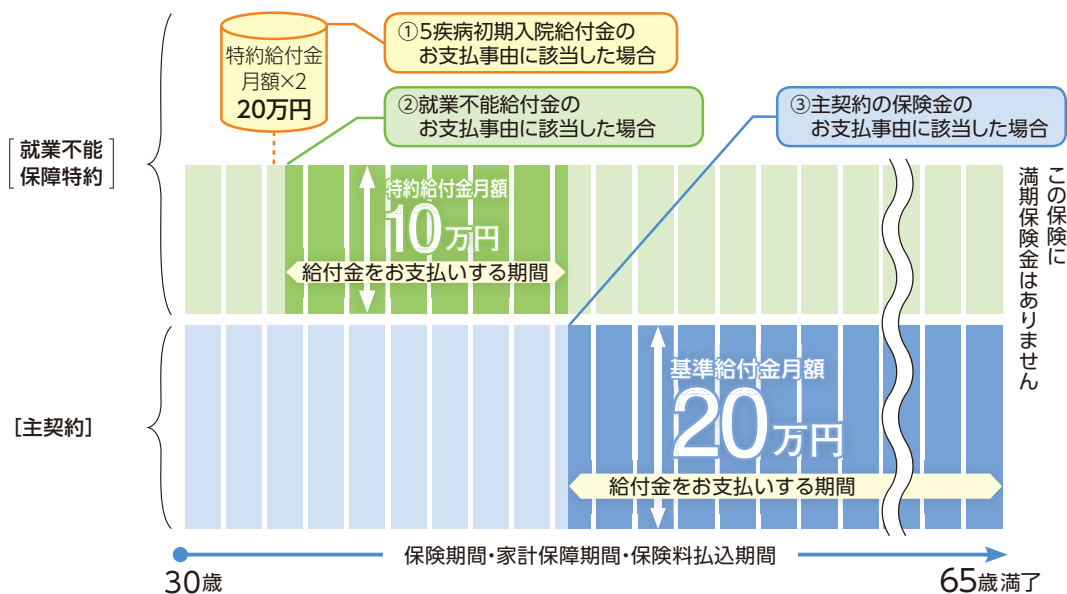 特約給付金
月額×2
20万円
①5疾病初期入院給付金の
お支払事由に該当した場合
②就業不能給付金の
お支払事由に該当した場合
③主契約の保険金の
お支払事由に該当した場合
[就業不能
保障特約]
特約給付金月額
10万円
給付金をお支払いする期間
この保険に
満期保険金はありません
[主契約]
基準給付金月額
20万円
給付金をお支払いする期間
保険期間・家計保障期間・保険料払込期間
30歳
65歳満了